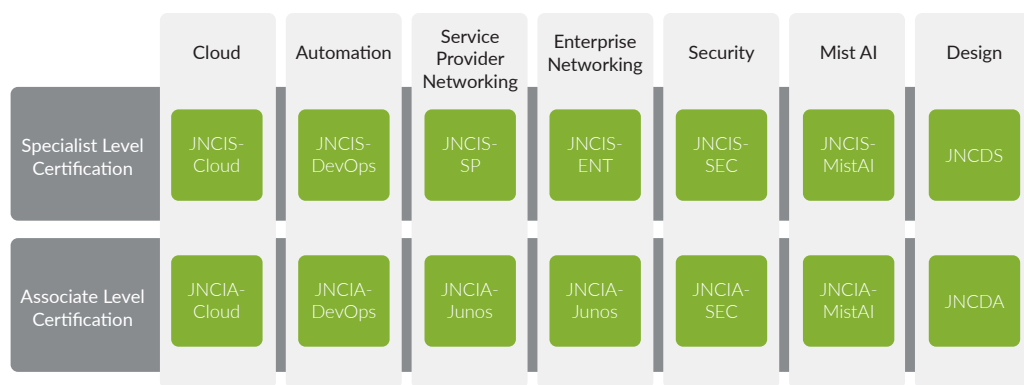 Cloud
Automation
Service
Provider
Networking
Enterprise
Networking
Security
Mist AI
Design
Specialist Level
Certification
JNCIS-
Cloud
JNCIS-
DevOps
JNCIS-
SP
JNCIS-
ENT
JNCIS-
SEC
JNCIS-
MistAI
JNCDS
Associate Level
Certification
JNCIA-
Cloud
JNCIA-
DevOps
JNCIA-
Junos
JNCIA-
Junos
JNCIA-
SEC
JNCIA-
MistAI
JNCDA